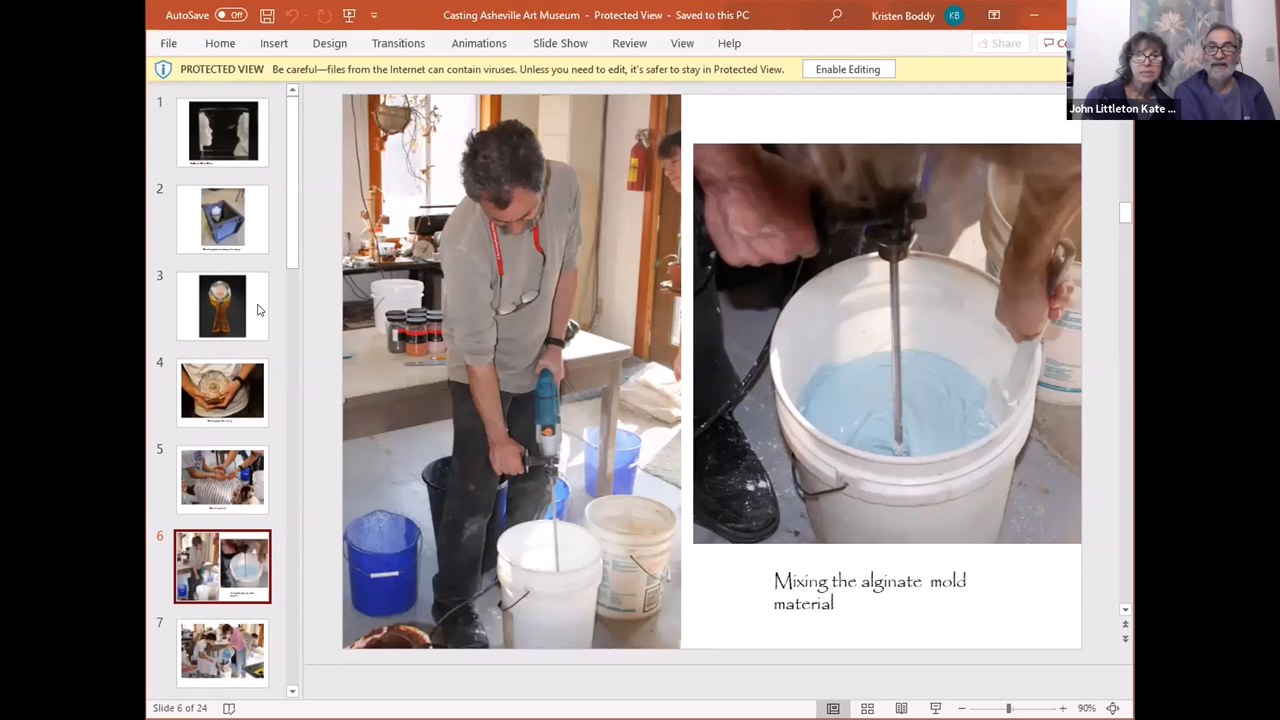 AutoSave Off
Casting Asheville Art Museum - Protected View - Saved to this PC
Kristen Boddy KB
File Home Insert Design Transitions Animations Slide Show Review View Help
Share
PROTECTED VIEW Be careful—files from the Internet can contain viruses. Unless you need to edit, it's safer to stay in Protected View. Enable Editing
John Littleton Kate ...
1
2
3
4
5
6
7
Mixing the alginate mold
material
Slide 6 of 24
90%